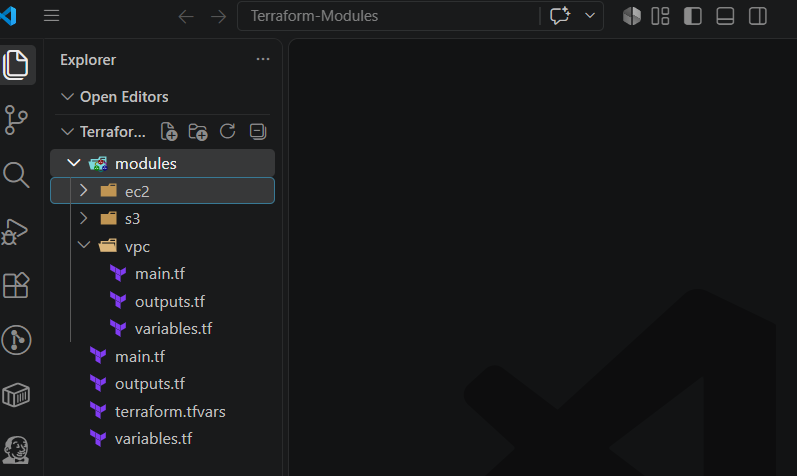 Terraform-Modules
Explorer
Open Editors
Terrafor...
modules
ec2
s3
vpc
main.tf
outputs.tf
variables.tf
main.tf
outputs.tf
terraform.tfvars
variables.tf